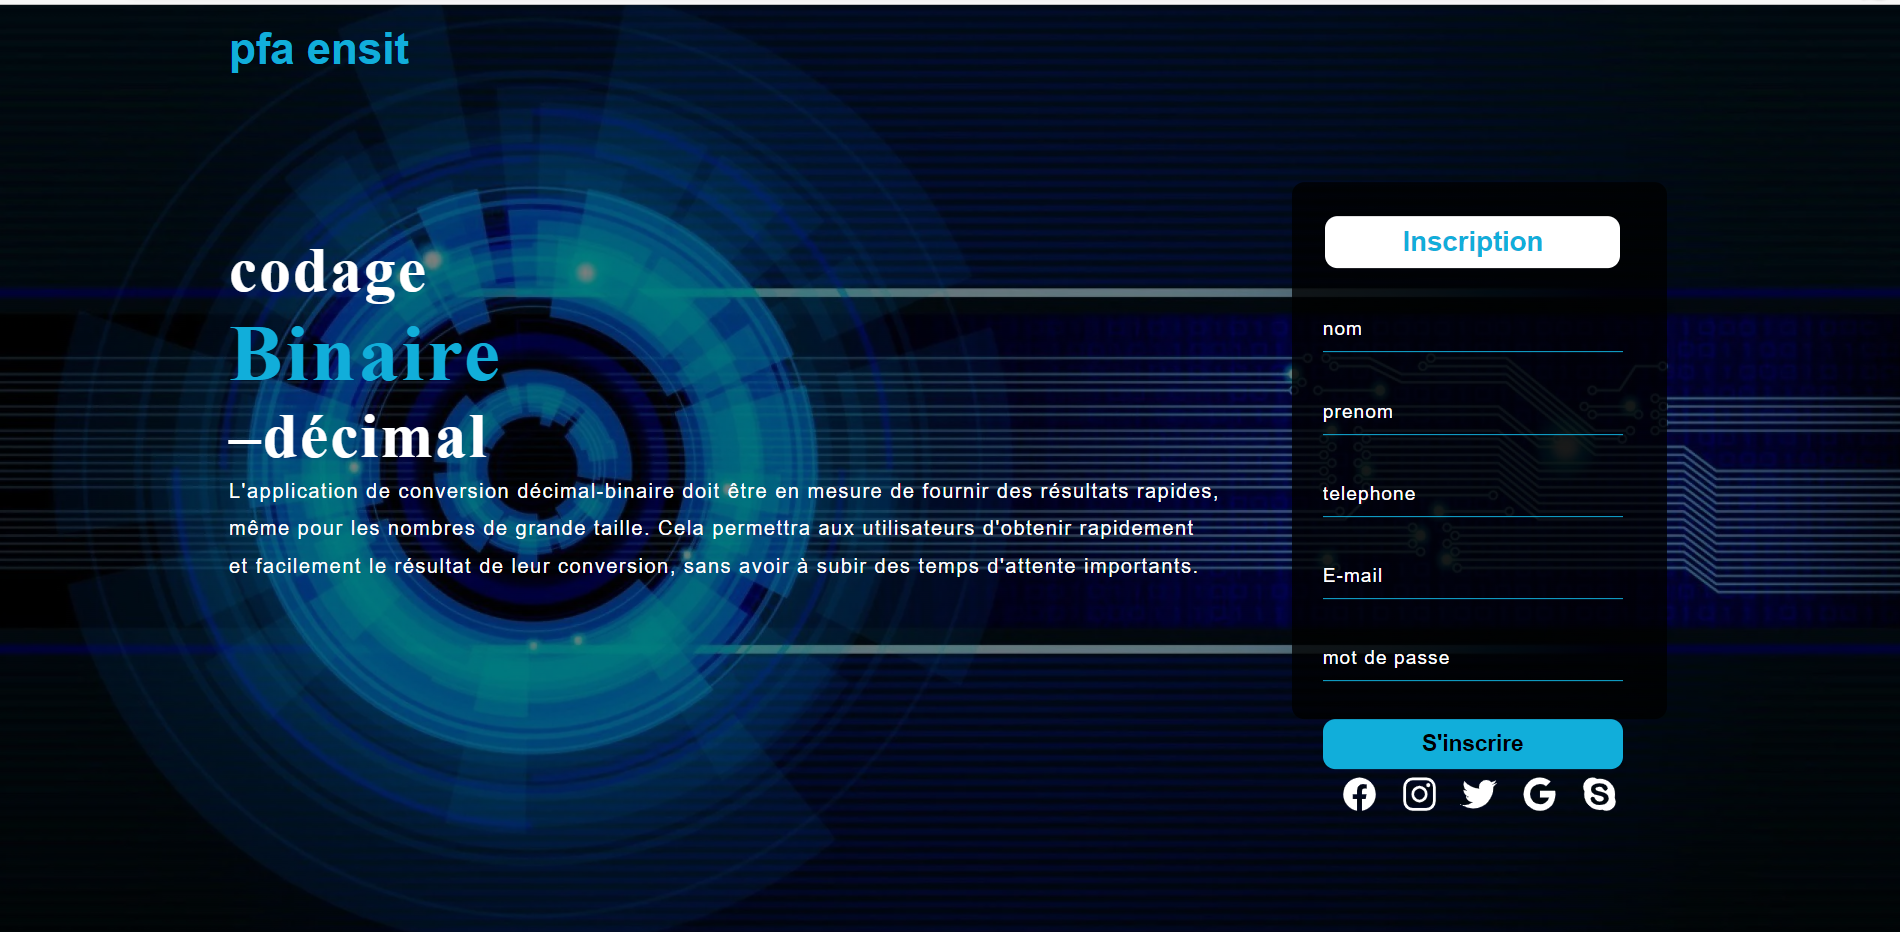 pfa ensit
codage
Binaire
–décimal
L'application de conversion décimal-binaire doit être en mesure de fournir des résultats rapides,
même pour les nombres de grande taille. Cela permettra aux utilisateurs d'obtenir rapidement
et facilement le résultat de leur conversion, sans avoir à subir des temps d'attente importants.
Inscription
nom
prenom
telephone
E-mail
mot de passe
S'inscrire